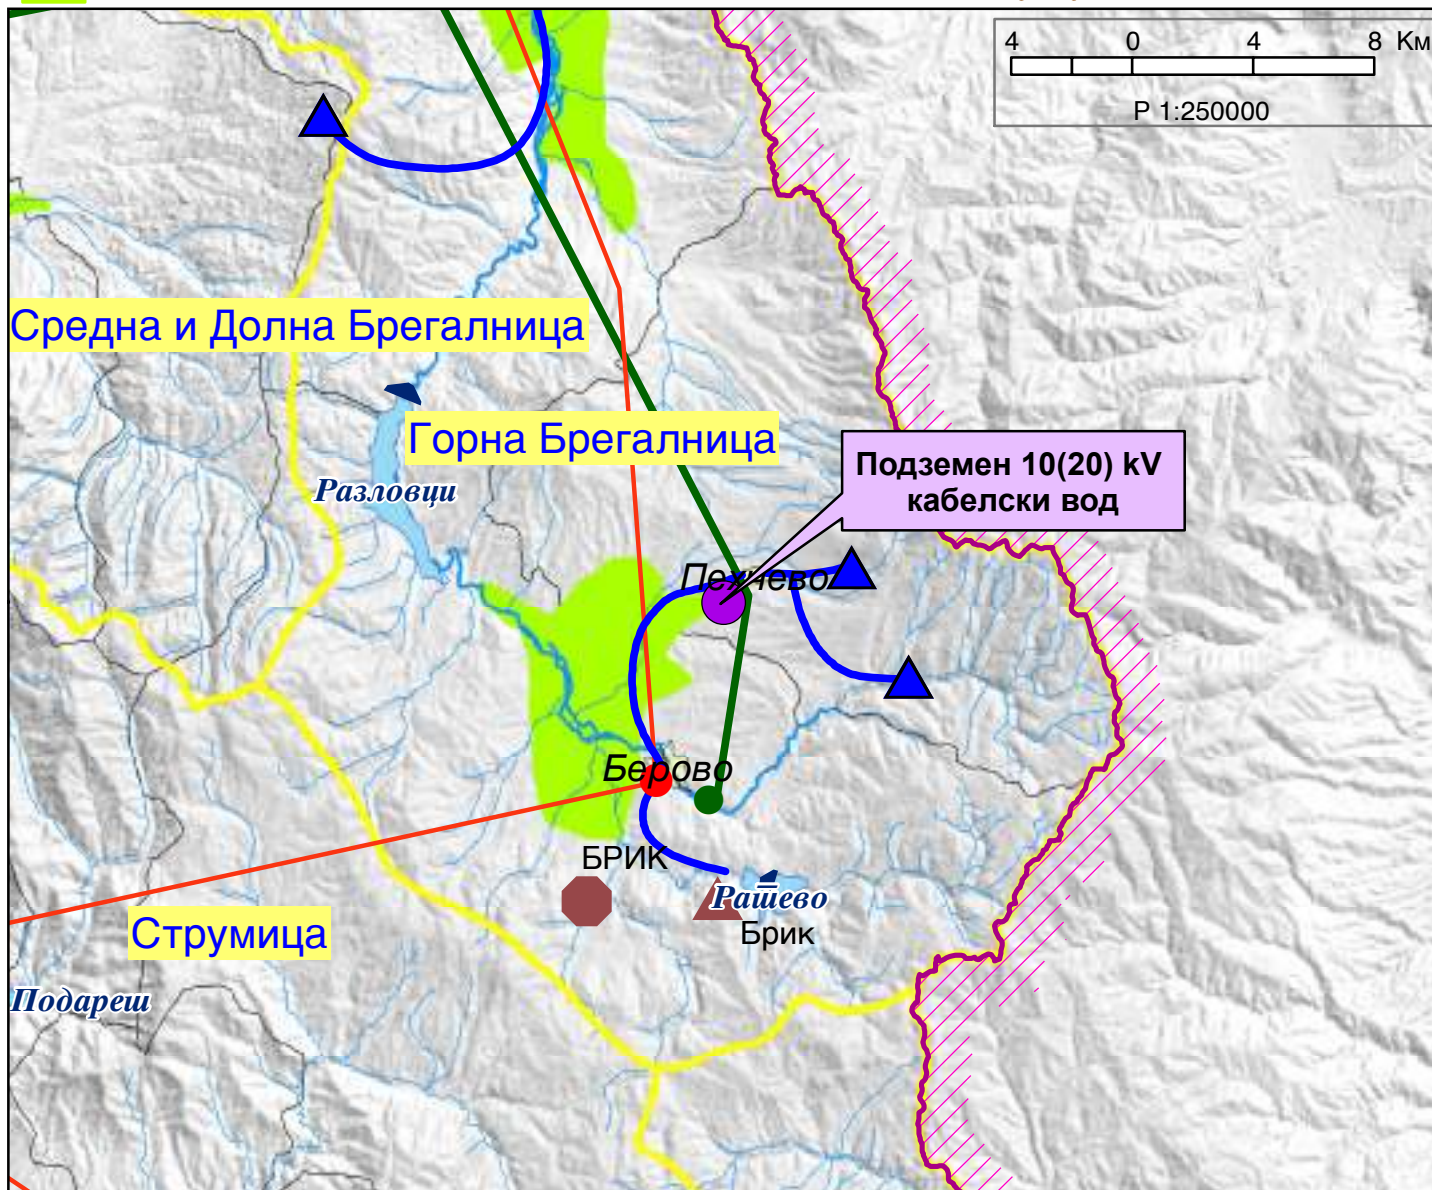 4 0 4 8 Км
Р 1:250000
Средна и Долна Брегалница
Горна Брегалница
Подземен 10(20) kV
кабелски вод
Разловци
Пехчево
Берово
БРИК
Ратево
Брик
Струмица
Подареш